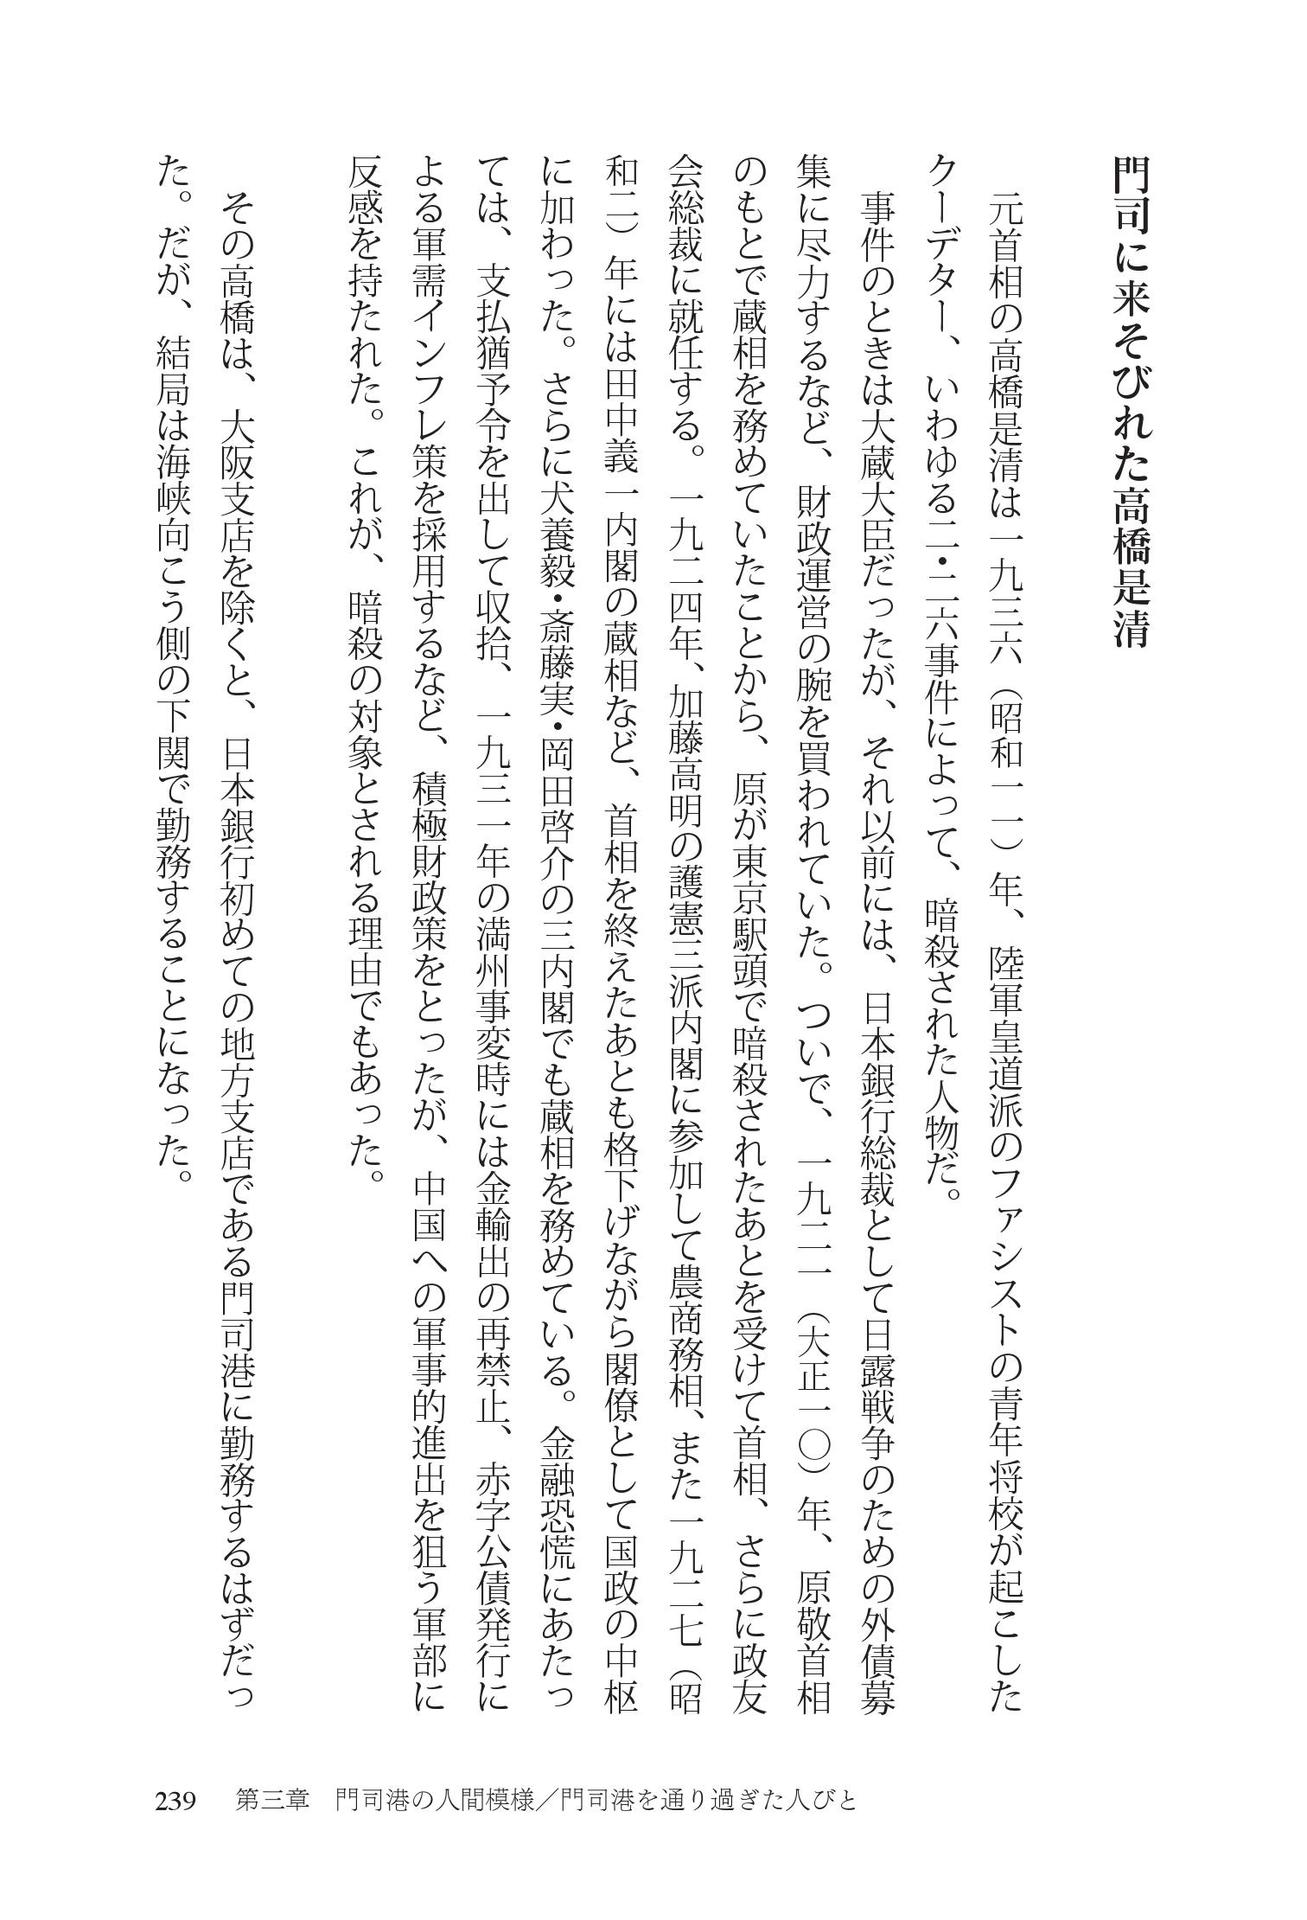 門司に来そびれた高橋是清
元首相の高橋是清は一九三六（昭和一一）年、陸軍皇道派のファシストの青年将校が起こした
クーデター、いわゆる二・二六事件によって、暗殺された人物だ。
事件のときは大蔵大臣だったが、それ以前には、日本銀行総裁として日露戦争のための外債募
集に尽力するなど、財政運営の腕を買われていた。ついで、一九二一（大正一〇）年、原敬首相
のもとで蔵相を務めていたことから、原が東京駅頭で暗殺されたあとを受けて首相、さらに政友
会総裁に就任する。一九二四年、加藤高明の護憲三派内閣に参加して農商務相、また一九二七（昭
和二）年には田中義一内閣の蔵相など、首相を終えたあとも格下げながら閣僚として国政の中枢
に加わった。さらに犬養毅・斎藤実・岡田啓介の三内閣でも蔵相を務めている。金融恐慌にあたっ
ては、支払猶予令を出して収拾、一九三一年の満州事変時には金輸出の再禁止、赤字公債発行に
よる軍需インフレ策を採用するなど、積極財政策をとったが、中国への軍事的進出を狙う軍部に
反感を持たれた。これが、暗殺の対象とされる理由でもあった。
その高橋は、大阪支店を除くと、日本銀行初めての地方支店である門司港に勤務するはずだっ
た。だが、結局は海峡向こう側の下関で勤務することになった。
239 第三章 門司港の人間模様／門司港を通り過ぎた人びと